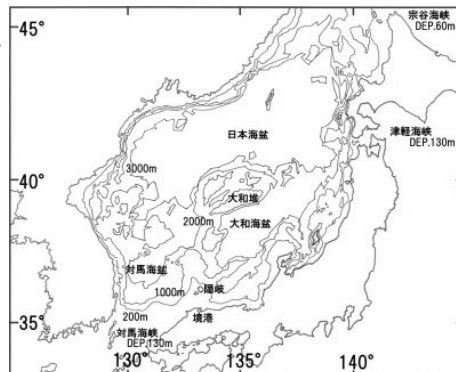 45°
宗谷海峡
DEP.60m
日本海盆
津軽海峡
DEP.130m
3000m
40°
大和堆
2000m
大和海盆
対馬海盆
隠岐
1000m
境港
200m
35°
対馬海峡
DEP.130m
130°
135°
140°